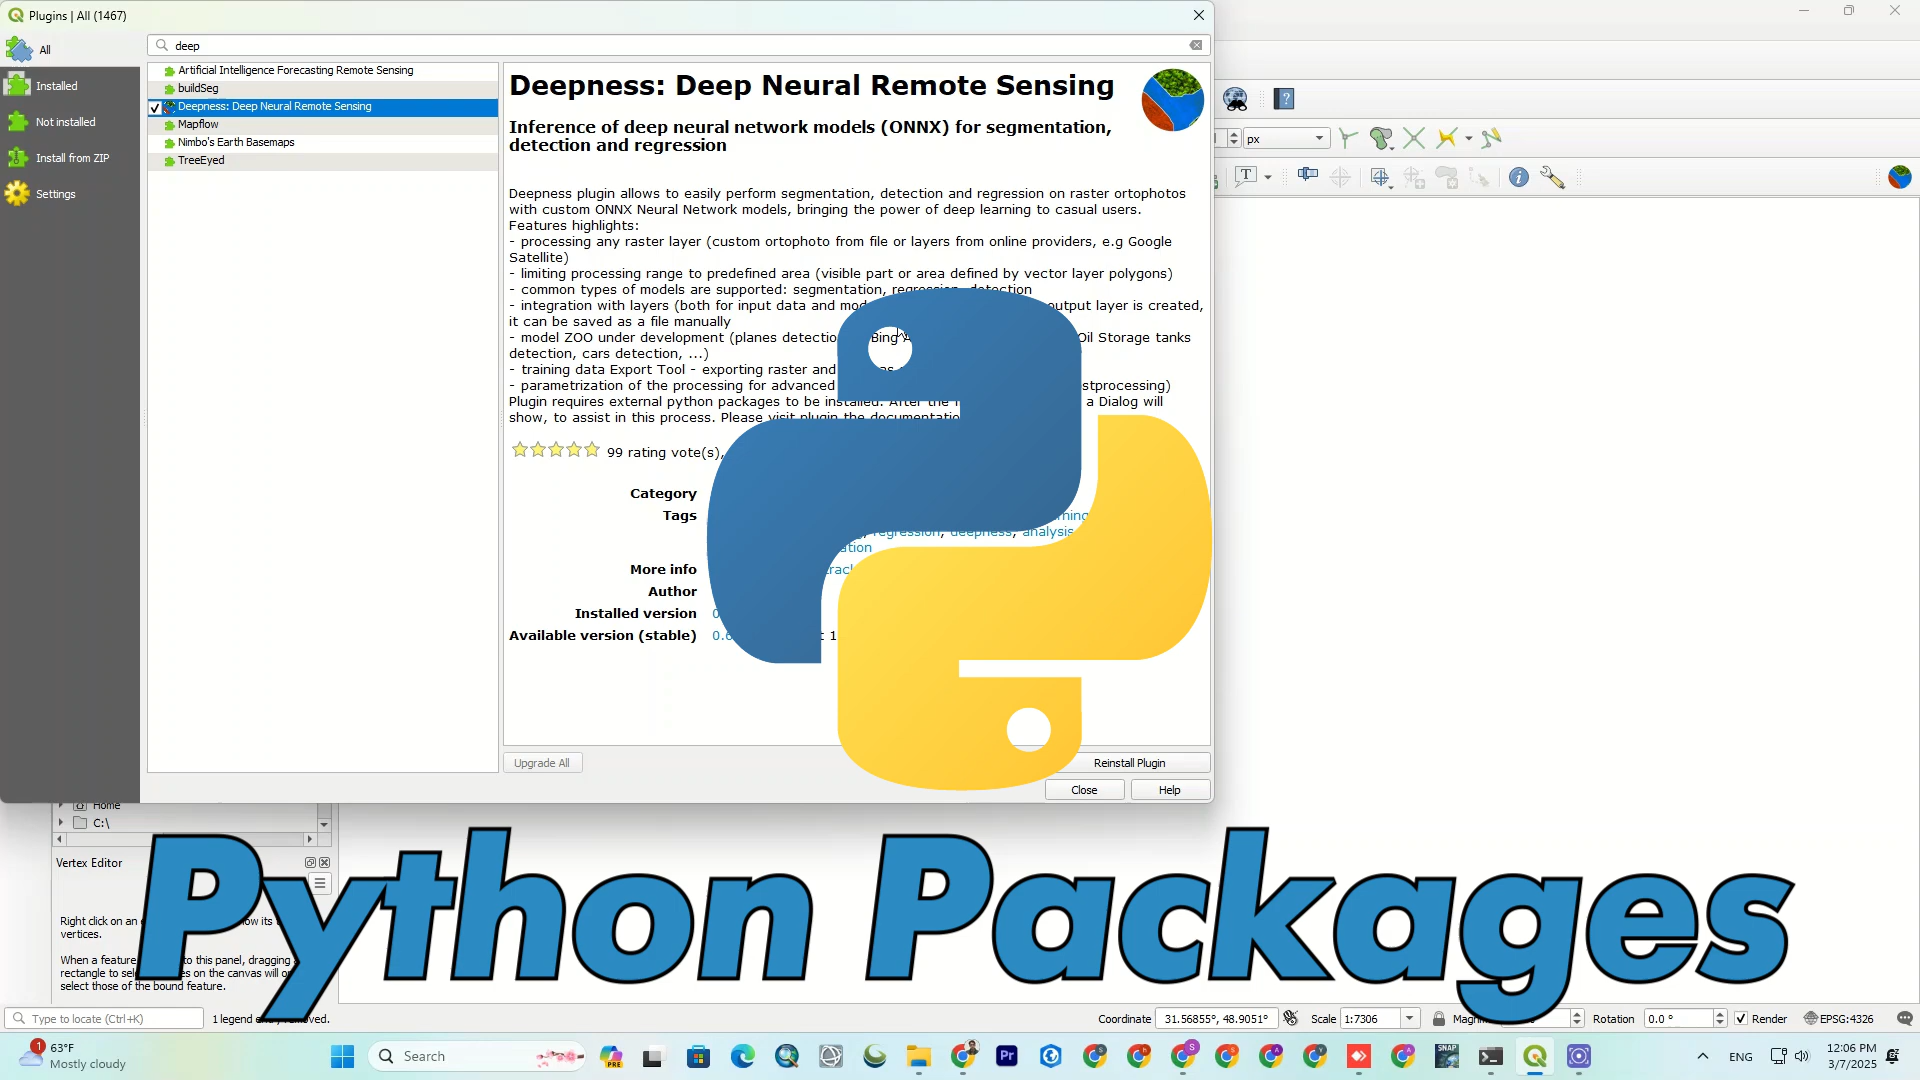 Plugins | All (1467)
All
Installed
Not installed
Install from ZIP
Settings
deep
Artificial Intelligence Forecasting Remote Sensing
buildSeg
Deepness: Deep Neural Remote Sensing
Mapflow
Nimbo's Earth Basemaps
TreeEyed
Deepness: Deep Neural Remote Sensing
Inference of deep neural network models (ONNX) for segmentation,
detection and regression
Deepness plugin allows to easily perform segmentation, detection and regression on raster ortophotos
with custom ONNX Neural Network models, bringing the power of deep learning to casual users.
Features highlights:
- processing any raster layer (custom ortophoto from file or layers from online providers, e.g Google
Satellite)
- limiting processing range to predefined area (visible part or area defined by vector layer polygons)
- common types of models are supported: segmentation, regression, detection
- integration with layers (both for input data and output layer is created,
it can be saved as a file manually
- model ZOO under development (planes Bing Oil Storage tanks
detection, cars detection, ...)
- training data Export Tool - exporting raster and
- parametrization of the processing for advanced
Plugin requires external python packages to be installed. After the a Dialog will
show, to assist in this process. Please visit plugin the
99 rating vote(s),
Category
Tags
regression, deepness, analysis
More info
Author
Installed version
Available version (stable)
Upgrade All
Reinstall Plugin
Close
Help
px
Home
C:\
Vertex Editor
Right click on an
vertices.
When a feature to this panel, dragging
rectangle to on the canvas will
select those of the bound feature.
Python Packages
Type to locate (Ctrl+K)
1 legend removed.
Coordinate
31.56855°, 48.9051°
Scale
1:7306
Rotation
0.0 °
Render
EPSG:4326
1
63°F
Mostly cloudy
Search
PRE
Pr
SNAP
ENG
12:06 PM
3/7/2025